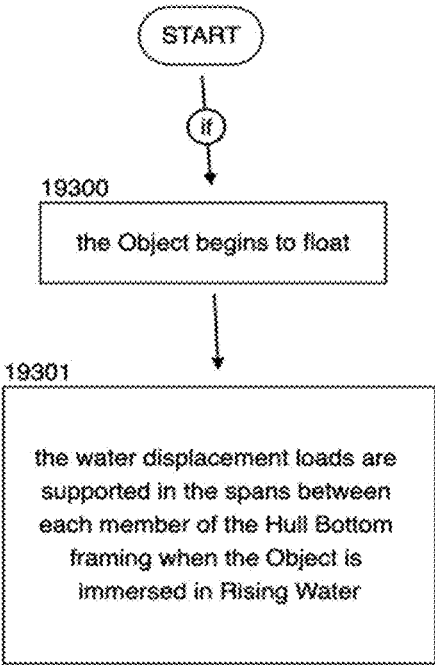 START
if
19300
the Object begins to float
19301
the water displacement loads are
supported in the spans between
each member of the Hull Bottom
framing when the Object is
immersed in Rising Water